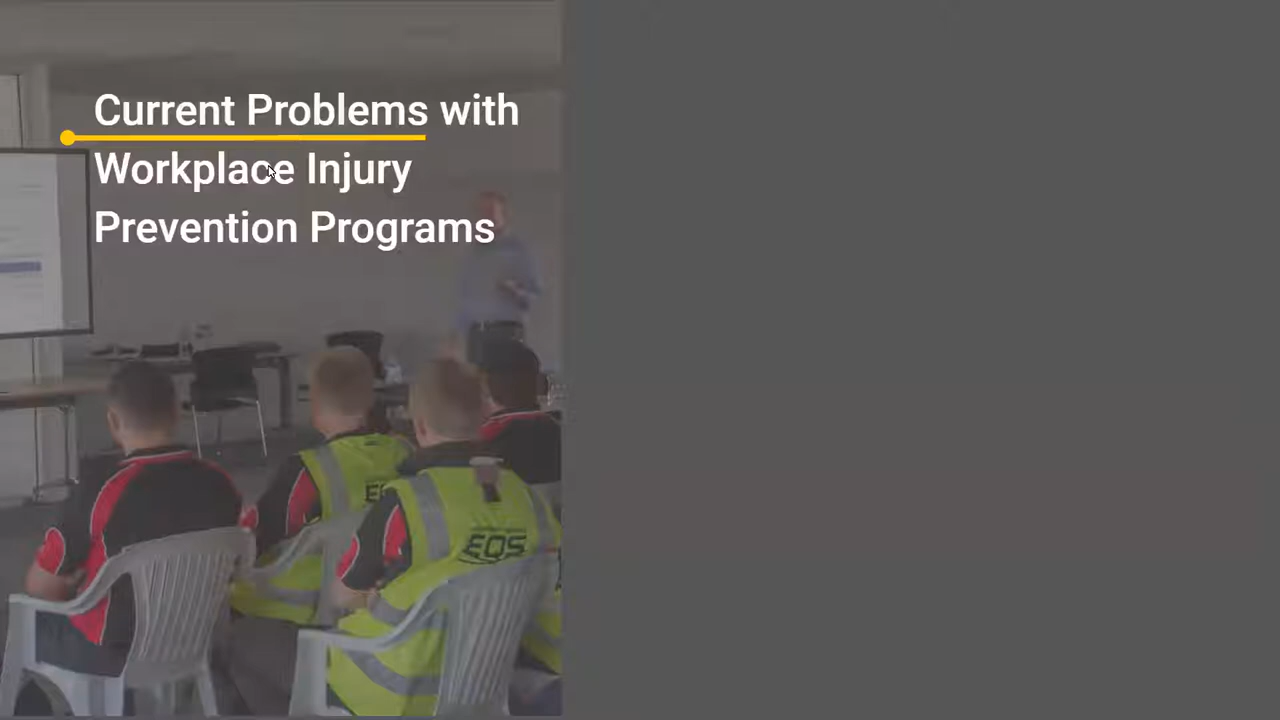 Current Problems with
Workplace Injury
Prevention Programs
EQS